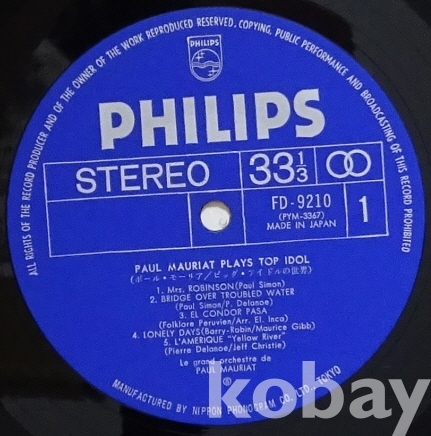 ALL RIGHTS OF THE RECORD PRODUCER AND OF THE OWNER OF THE WORK REPRODUCED RESERVED. COPYING, PUBLIC PERFORMANCE AND BROADCASTING OF THIS RECORD PROHIBITED
PHILIPS
PHILIPS
STEREO
33 1/3
FD-9210
(PYM-3367)
MADE IN JAPAN
1
PAUL MAURIAT PLAYS TOP IDOL
(ポール・モーリア/ビッグ・アイドルの世界)
1. Mrs. ROBINSON(Paul Simon)
2. BRIDGE OVER TROUBLED WATER
(Paul Simon/P. Delanoe)
3. EL CONDOR PASA
(Folklore Peruvien/Arr. El. Inca)
4. LONELY DAYS(Barry-Robin/Maurice Gibb)
5. L'AMERIQUE "Yellow River"
(Pierre Delanoe/Jeff Christie)
Le grand orchestre de
PAUL MAURIAT
Ⓟ
MANUFACTURED BY NIPPON PHONOGRAM CO., LTD., TOKYO
kobay